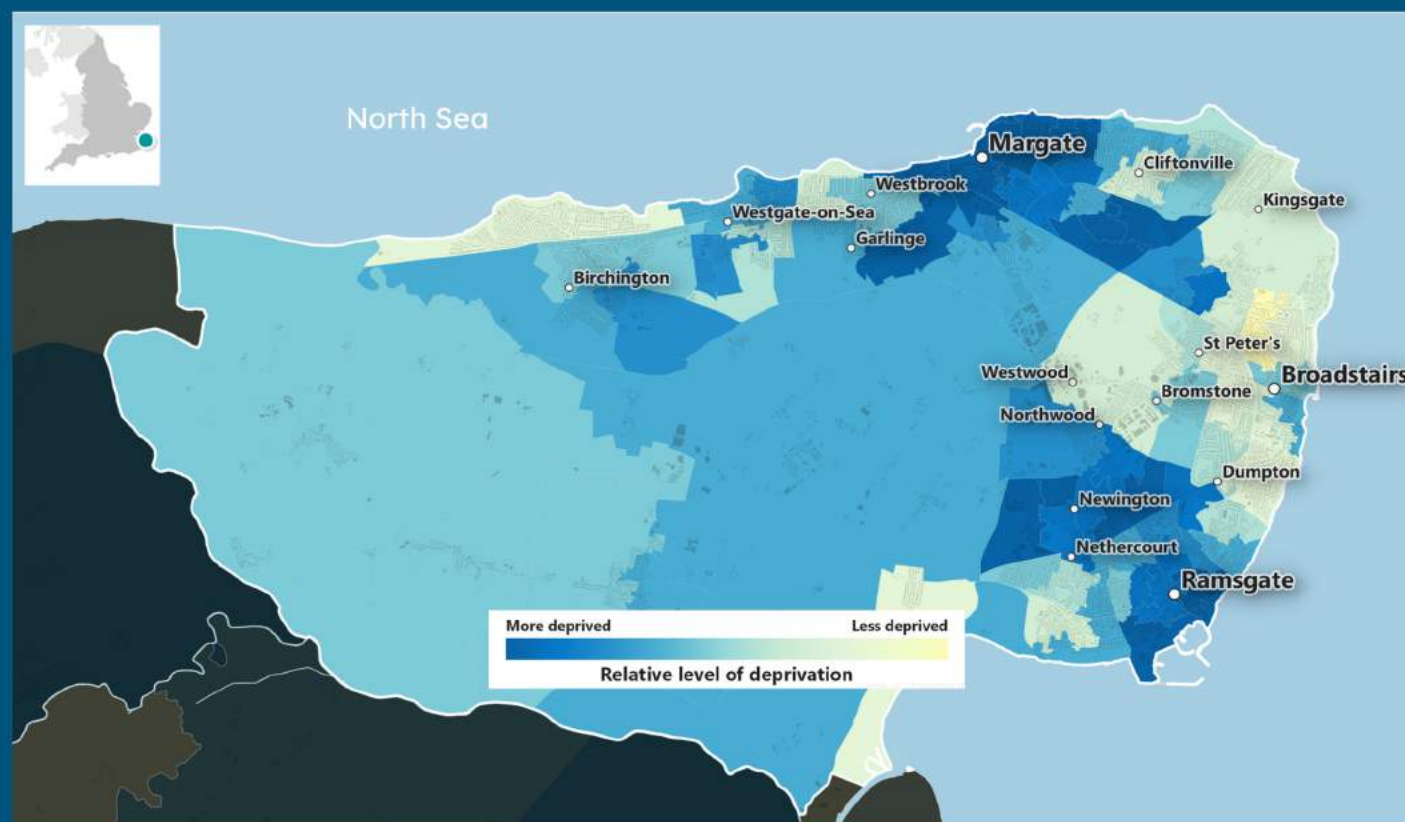 North Sea
Margate
Cliftonville
Westbrook
Kingsgate
Westgate-on-Sea
Garlinge
Birchington
St Peter's
Westwood
Broadstairs
Bromstone
Northwood
Dumpton
Newington
Nethercourt
Ramsgate
More deprived Less deprived
Relative level of deprivation